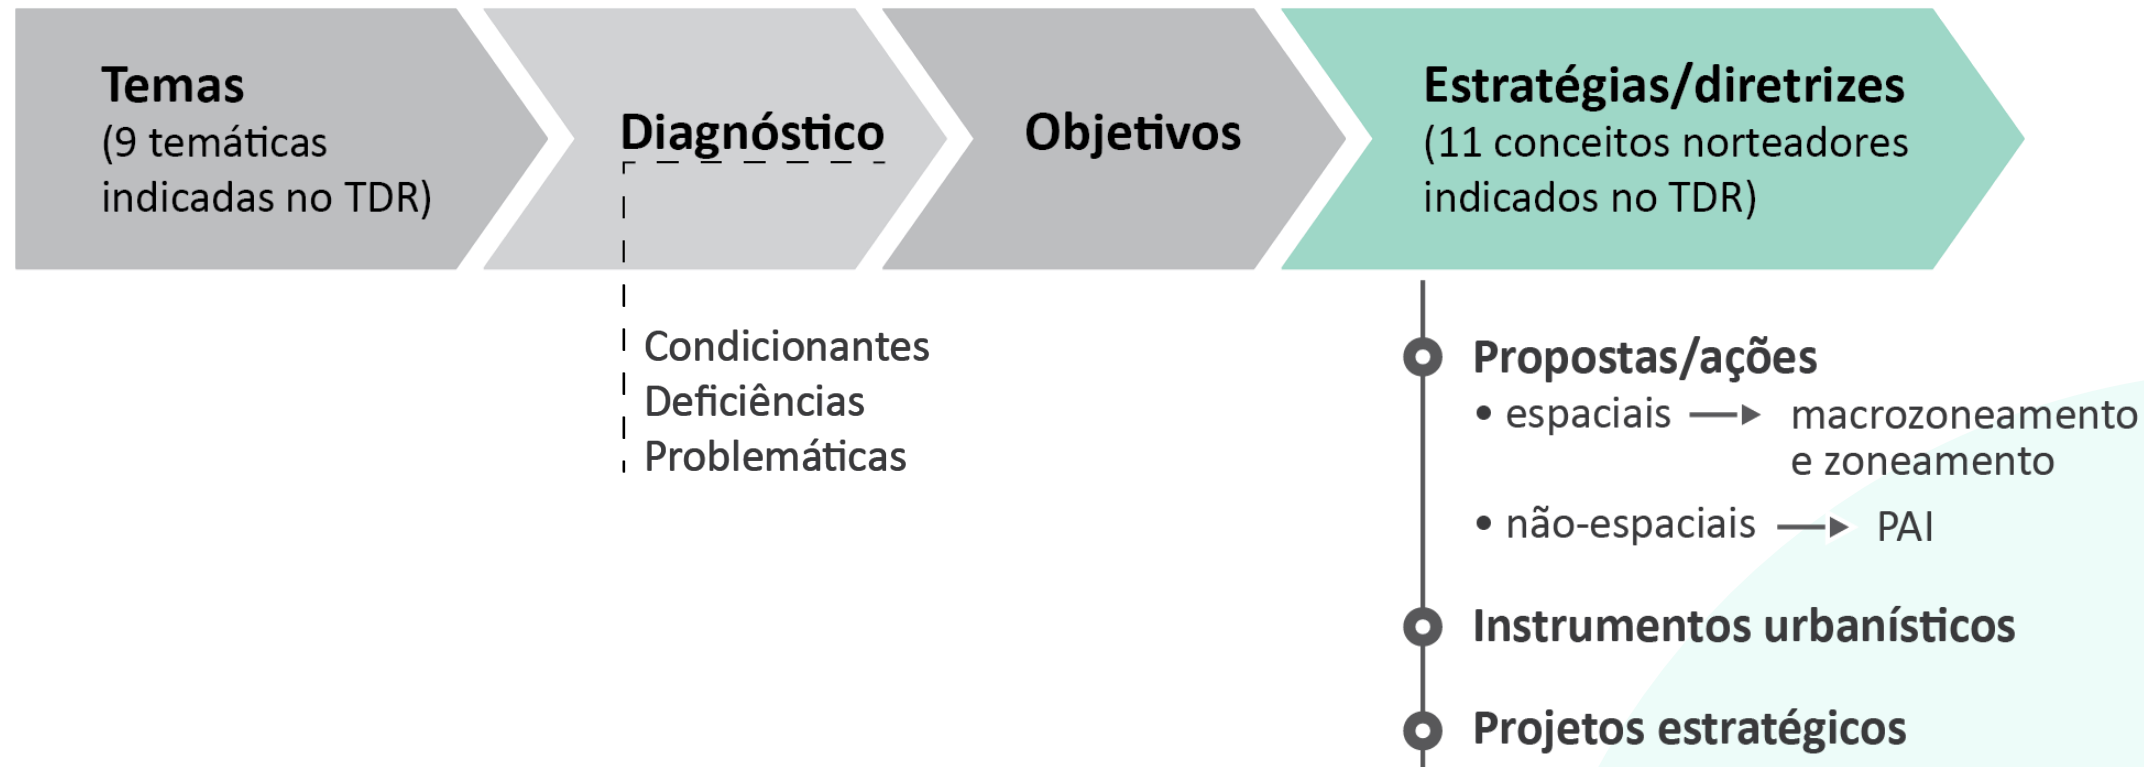 Temas
(9 temáticas
indicadas no TDR)
Diagnóstico
Condicionantes
Deficiências
Problemáticas
Objetivos
Estratégias/diretrizes
(11 conceitos norteadores
indicados no TDR)
Propostas/ações
• espaciais → macrozoneamento
e zoneamento
• não-espaciais → PAI
Instrumentos urbanísticos
Projetos estratégicos